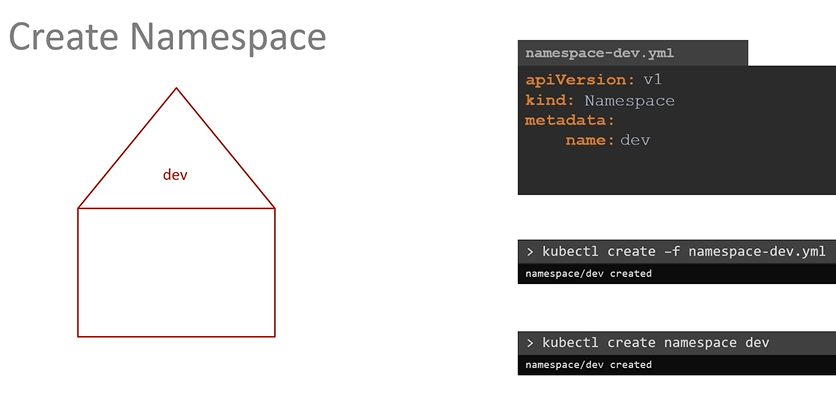 Create Namespace
dev
namespace-dev.yml
apiVersion: v1
kind: Namespace
metadata:
    name: dev
> kubectl create –f namespace-dev.yml
namespace/dev created
> kubectl create namespace dev
namespace/dev created